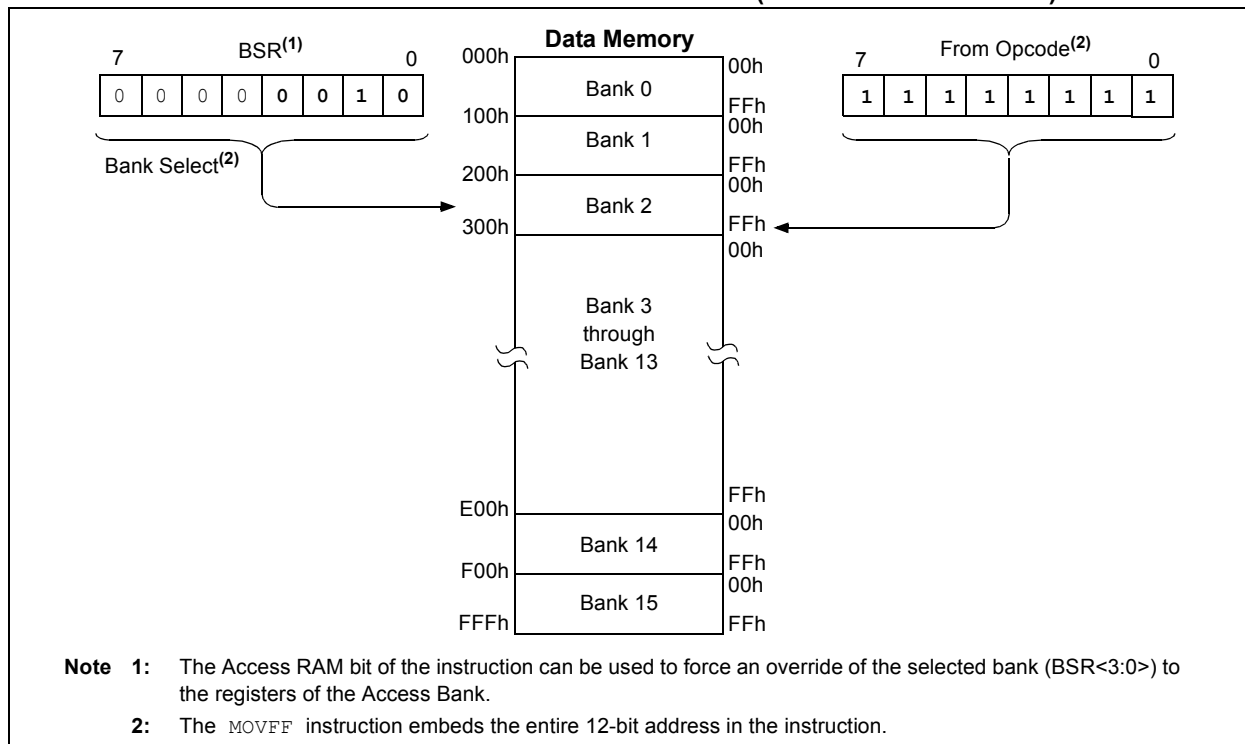 7 BSR(1) 0
0 0 0 0 0 0 1 0
Bank Select(2)
Data Memory
000h
00h
Bank 0
FFh
100h
00h
Bank 1
FFh
200h
00h
Bank 2
FFh
300h
00h
Bank 3
through
Bank 13
FFh
E00h
00h
Bank 14
FFh
F00h
00h
Bank 15
FFFh
FFh
7 From Opcode(2) 0
1 1 1 1 1 1 1 1
Note 1: The Access RAM bit of the instruction can be used to force an override of the selected bank (BSR<3:0>) to
the registers of the Access Bank.
2: The MOVFF instruction embeds the entire 12-bit address in the instruction.